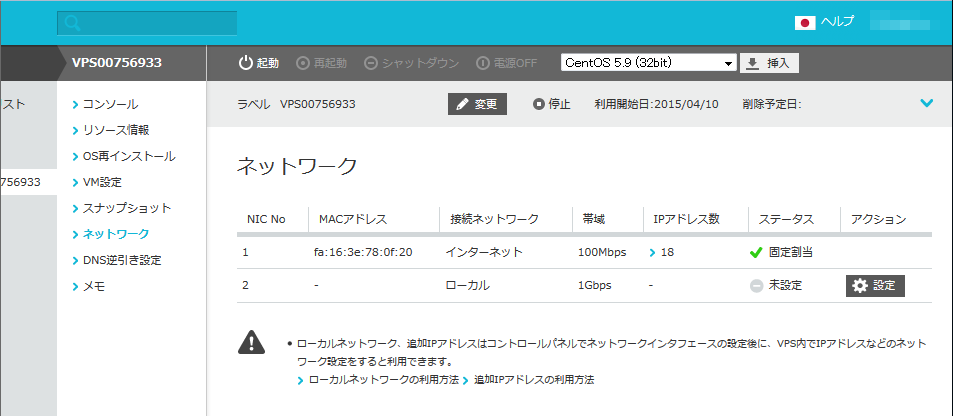 ヘルプ
VPS00756933
起動 再起動 シャットダウン 電源OFF CentOS 5.9 (32bit) 挿入
スト
756933
コンソール
リソース情報
OS再インストール
VM設定
スナップショット
ネットワーク
DNS逆引き設定
メモ
ラベル VPS00756933 変更 停止 利用開始日:2015/04/10 削除予定日:
ネットワーク
NIC No MACアドレス 接続ネットワーク 帯域 IPアドレス数 ステータス アクション
1 fa:16:3e:78:0f:20 インターネット 100Mbps 18 固定割当
2 - ローカル 1Gbps - 未設定 設定
ローカルネットワーク、追加IPアドレスはコントロールパネルでネットワークインタフェースの設定後に、VPS内でIPアドレスなどのネット
ワーク設定をすると利用できます。
ローカルネットワークの利用方法 追加IPアドレスの利用方法